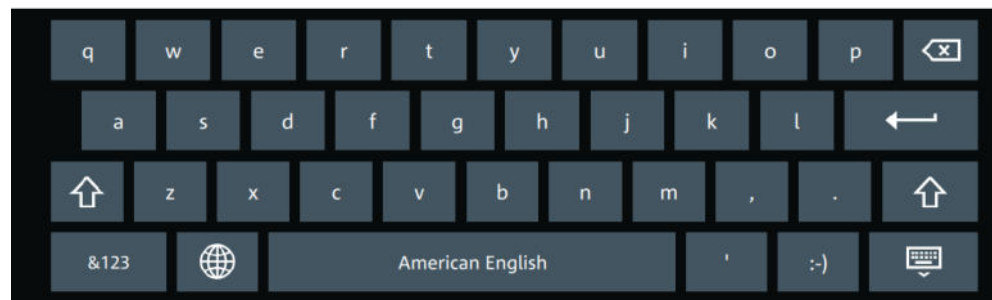 q w e r t y u i o p
a s d f g h j k l
z x c v b n m , .
&123 American English ' :-)